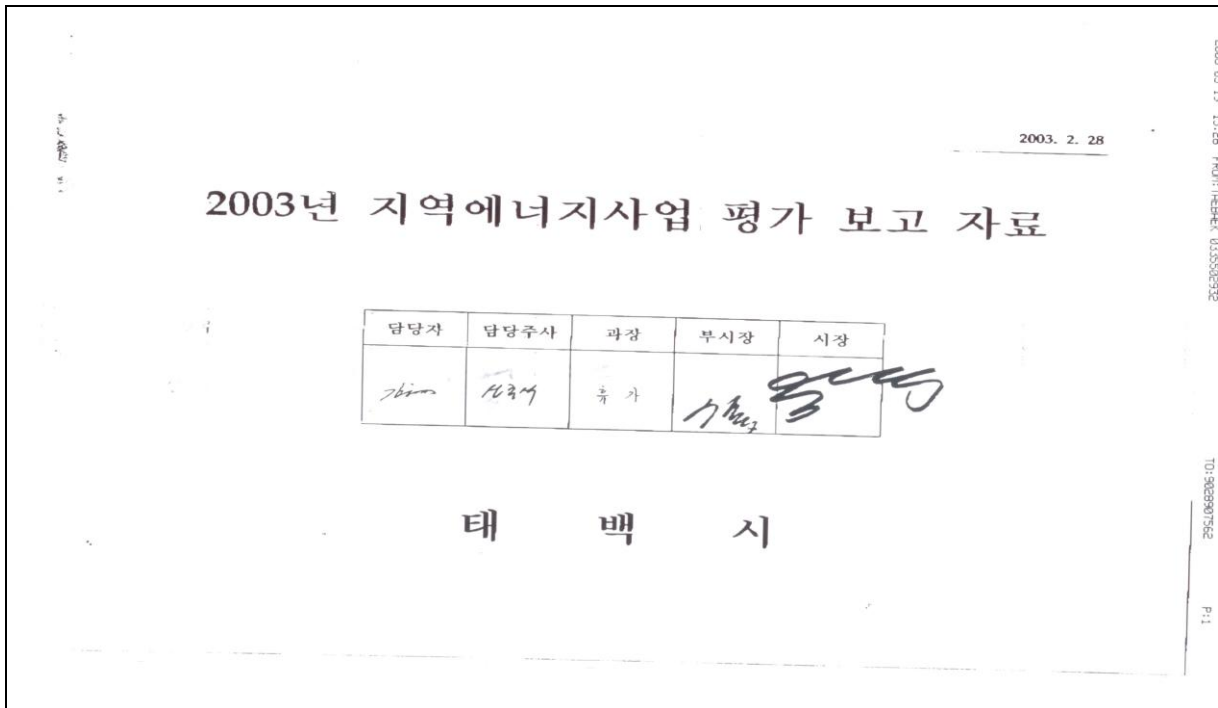 2003. 2. 28
2003년 지역에너지사업 평가 보고 자료
담당자 담당주사 과장 부시장 시장
휴 가
태 백 시
TO:9028907562 P:1